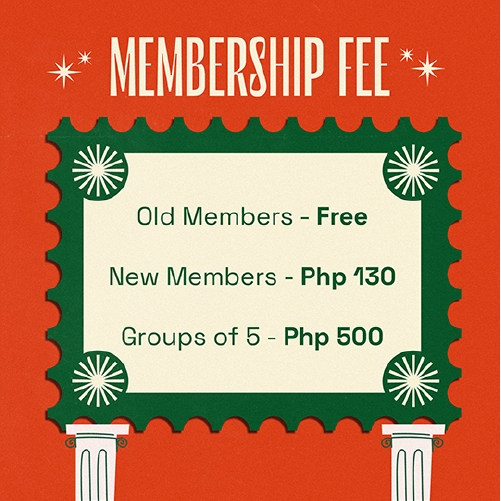 MEMBERSHIP FEE
Old Members - Free
New Members - Php 130
Groups of 5 - Php 500